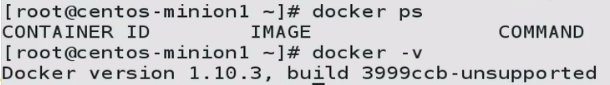 [root@centos-minion1 ~]# docker ps
CONTAINER ID IMAGE COMMAND
[root@centos-minion1 ~]# docker -v
Docker version 1.10.3, build 3999ccb-unsupported